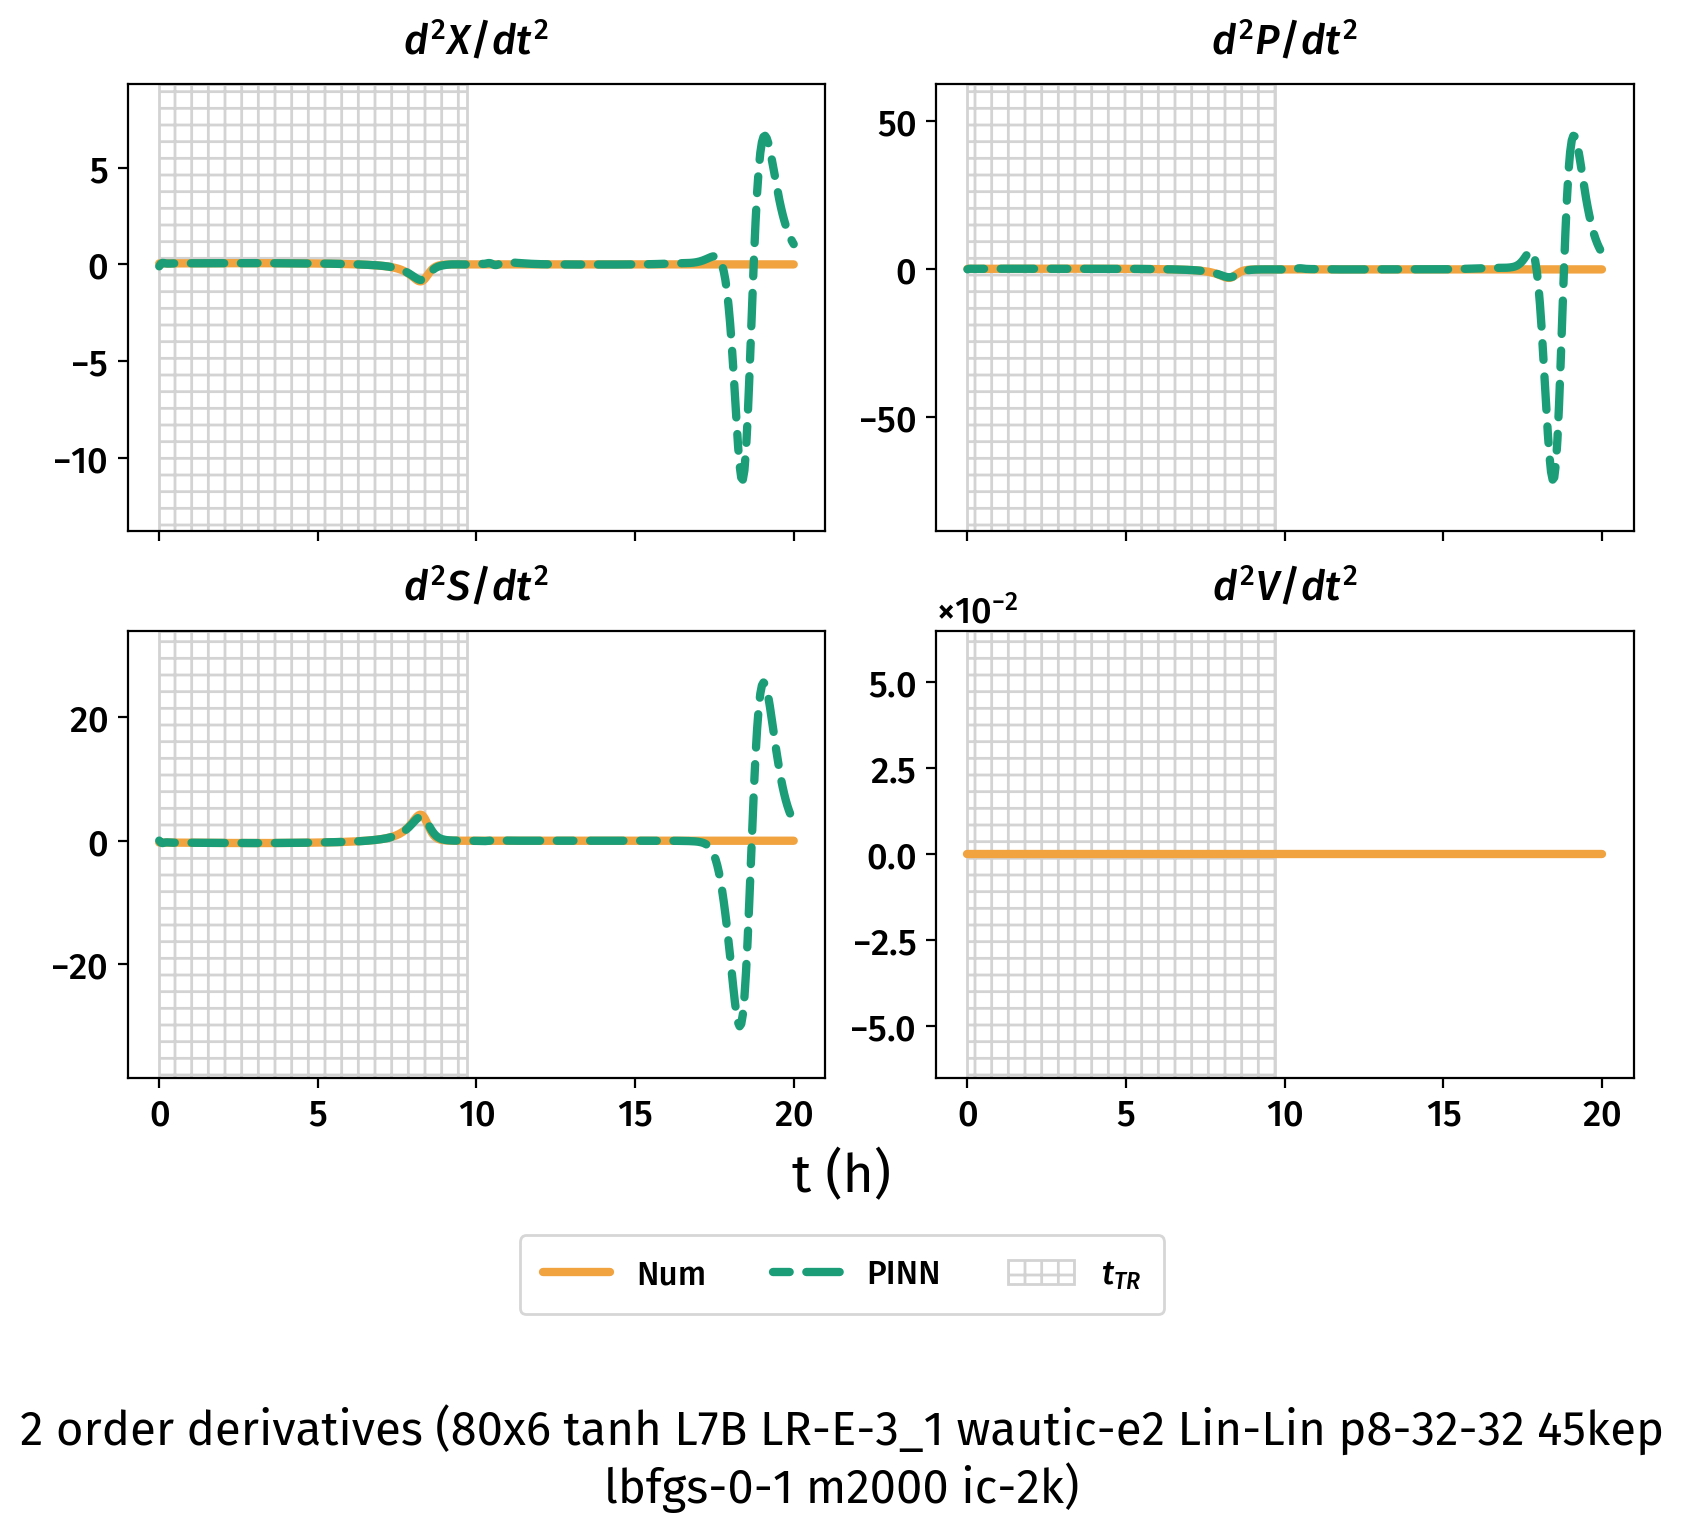 d²X/dt²
d²P/dt²
5
0
−5
−10
50
0
−50
d²S/dt²
d²V/dt²
×10⁻²
20
0
−20
5.0
2.5
0.0
−2.5
−5.0
0 5 10 15 20
0 5 10 15 20
t (h)
Num PINN t_TR
2 order derivatives (80x6 tanh L7B LR-E-3_1 wautic-e2 Lin-Lin p8-32-32 45kep
lbfgs-0-1 m2000 ic-2k)